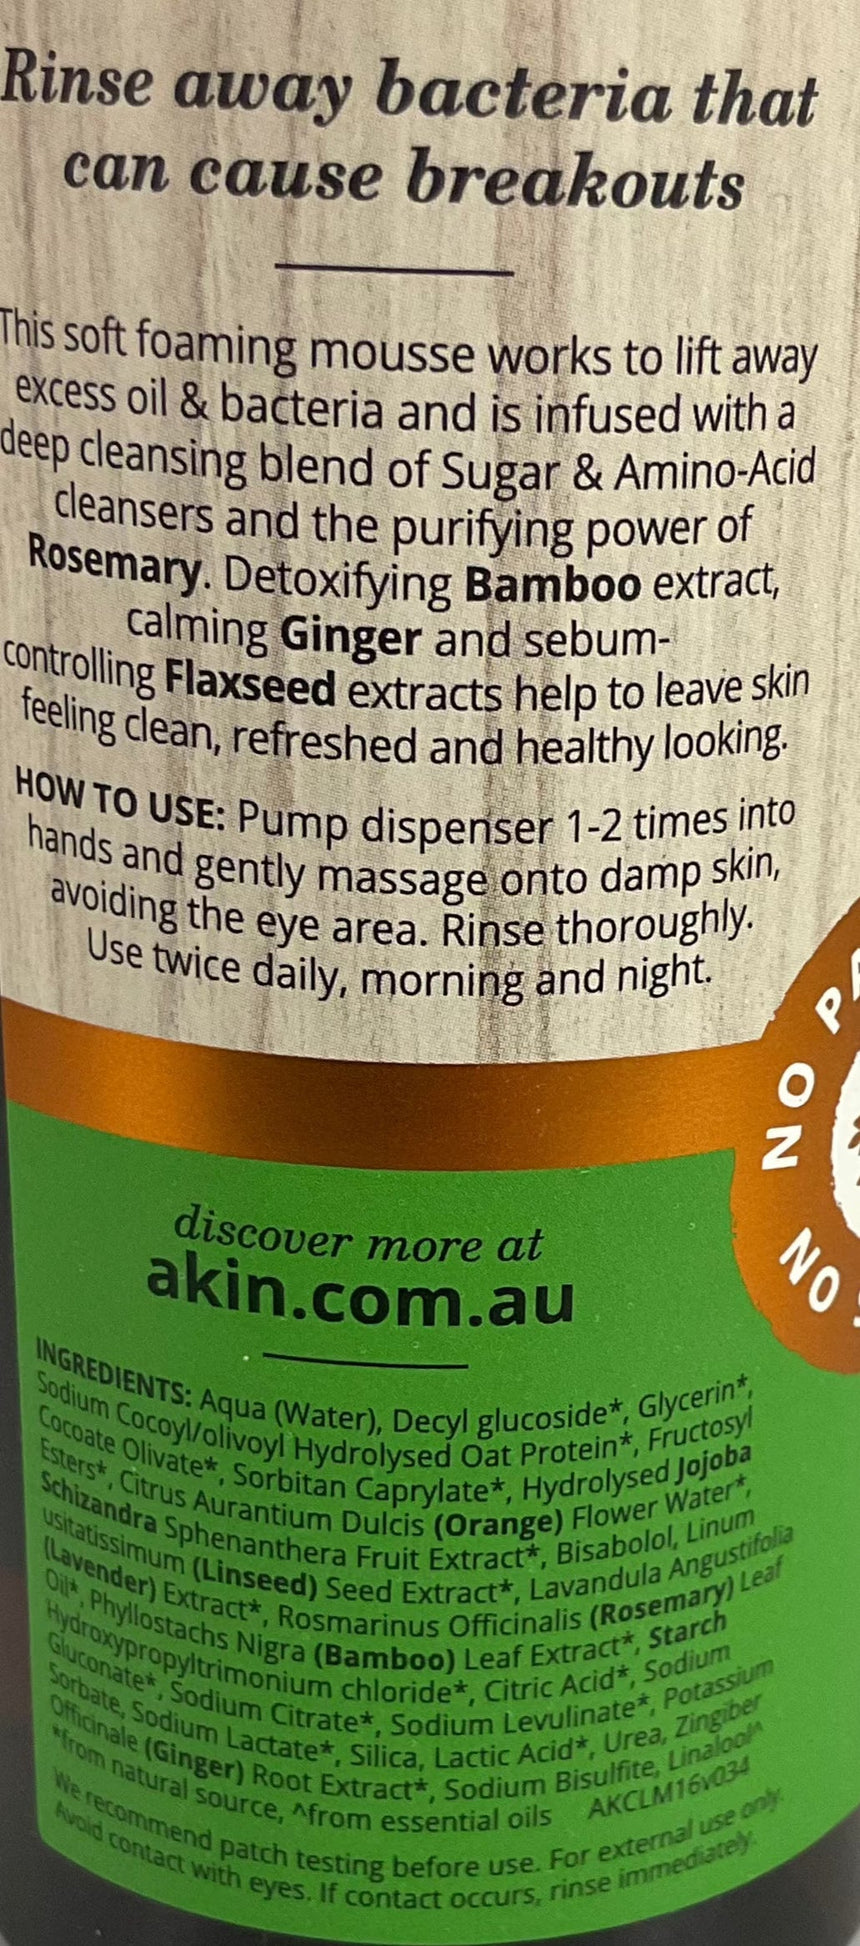 Rinse away bacteria that
can cause breakouts
This soft foaming mousse works to lift away
excess oil & bacteria and is infused with a
deep cleansing blend of Sugar & Amino-Acid
cleansers and the purifying power of
Rosemary. Detoxifying Bamboo extract,
calming Ginger and sebum-
controlling Flaxseed extracts help to leave skin
feeling clean, refreshed and healthy looking.
HOW TO USE: Pump dispenser 1-2 times into
hands and gently massage onto damp skin,
avoiding the eye area. Rinse thoroughly.
Use twice daily, morning and night.
NO
NO
discover more at
akin.com.au
INGREDIENTS: Aqua (Water), Decyl glucoside*, Glycerin*,
Sodium Cocoyl/olivoyl Hydrolysed Oat Protein*, Fructosyl
Cocoate Olivate*, Sorbitan Caprylate*, Hydrolysed Jojoba
Esters*, Citrus Aurantium Dulcis (Orange) Flower Water*,
Schizandra Sphenanthera Fruit Extract*, Bisabolol, Linum
usitatissimum (Linseed) Seed Extract*, Lavandula Angustifolia
(Lavender) Extract*, Rosmarinus Officinalis (Rosemary) Leaf
Oil*, Phyllostachs Nigra (Bamboo) Leaf Extract*, Starch
Hydroxypropyltrimonium chloride*, Citric Acid*, Sodium
Gluconate*, Sodium Citrate*, Sodium Levulinate*, Potassium
Sorbate, Sodium Lactate*, Silica, Lactic Acid*, Urea, Zingiber
Officinale (Ginger) Root Extract*, Sodium Bisulfite, Linalool^
*from natural source, ^from essential oils AKCLM16v034
We recommend patch testing before use. For external use only.
Avoid contact with eyes. If contact occurs, rinse immediately.